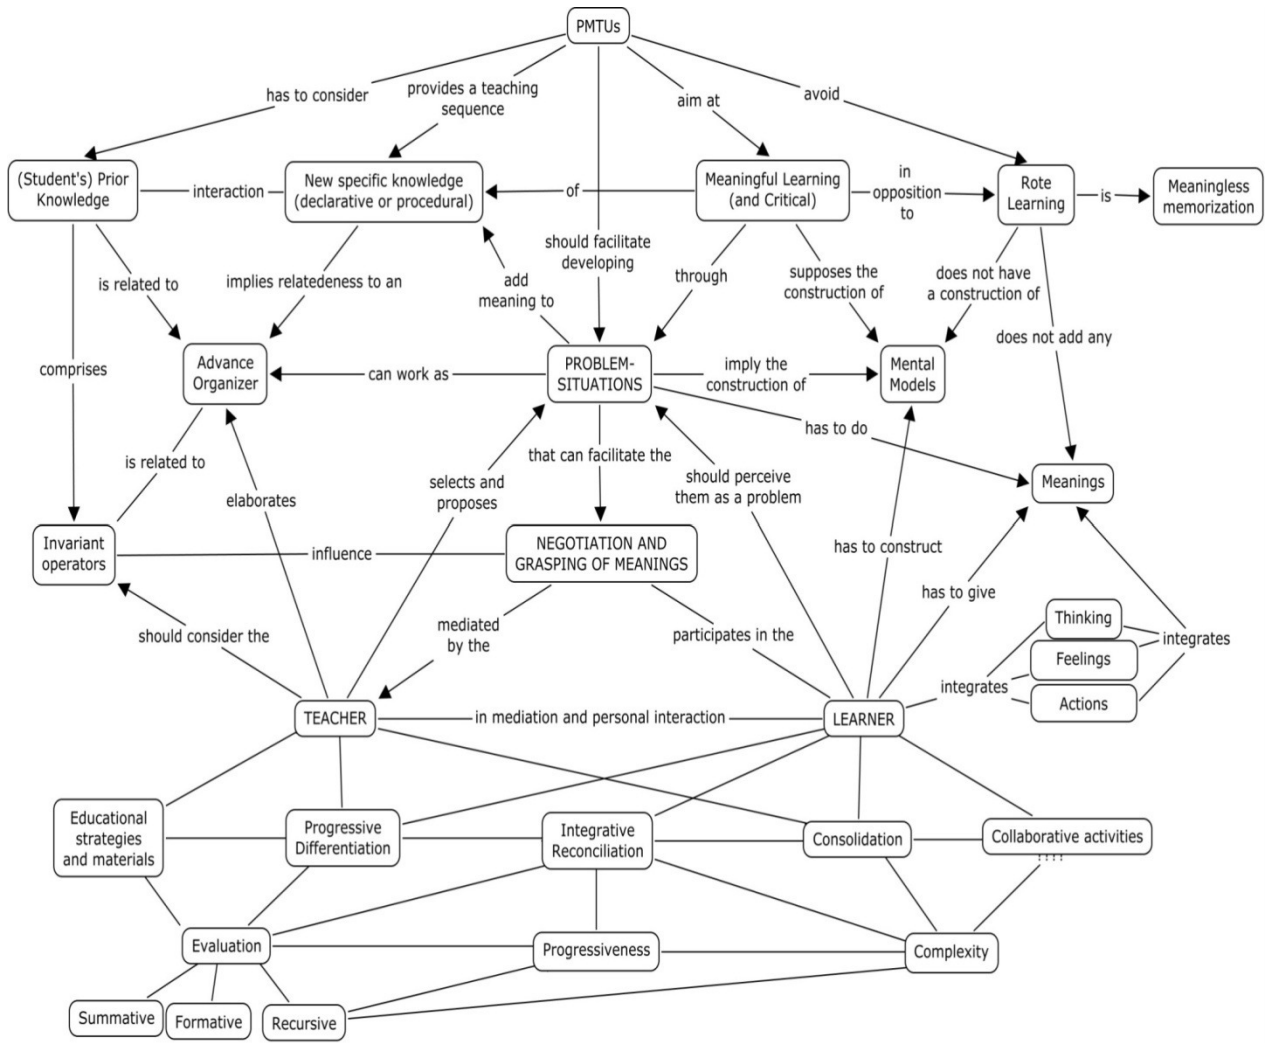 PMTUs
has to consider
provides a teaching
sequence
aim at
avoid
(Student's) Prior
Knowledge
interaction
New specific knowledge
(declarative or procedural)
of
Meaningful Learning
(and Critical)
in
opposition
to
Rote
Learning
is
Meaningless
memorization
is related to
implies relatedeness to an
add
meaning to
should facilitate
developing
through
supposes the
construction of
does not have
a construction of
does not add any
comprises
Advance
Organizer
can work as
PROBLEM-
SITUATIONS
imply the
construction of
Mental
Models
has to do
is related to
elaborates
selects and
proposes
that can facilitate the
should perceive
them as a problem
Meanings
Invariant
operators
influence
NEGOTIATION AND
GRASPING OF MEANINGS
has to construct
has to give
should consider the
mediated
by the
participates in the
Thinking
Feelings
Actions
integrates
integrates
TEACHER
in mediation and personal interaction
LEARNER
Educational
strategies
and materials
Progressive
Differentiation
Integrative
Reconciliation
Consolidation
Collaborative activities
????
Evaluation
Progressiveness
Complexity
Summative
Formative
Recursive